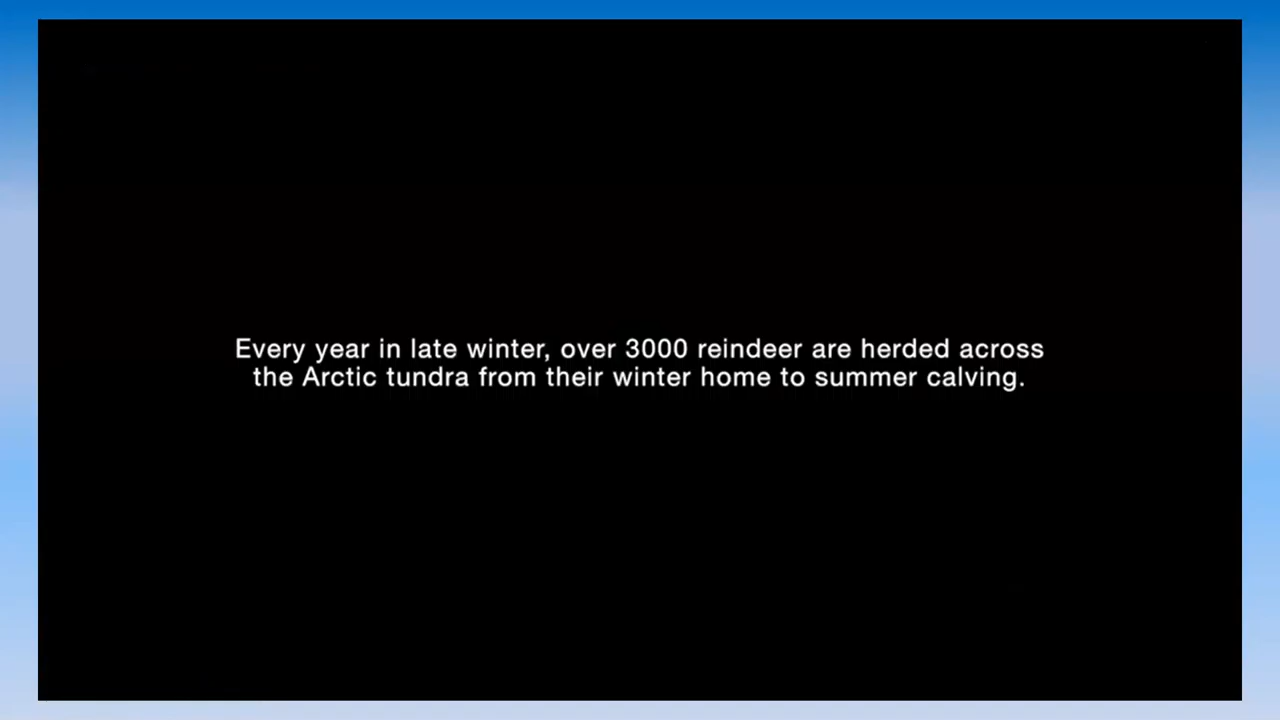 Every year in late winter, over 3000 reindeer are herded across
the Arctic tundra from their winter home to summer calving.